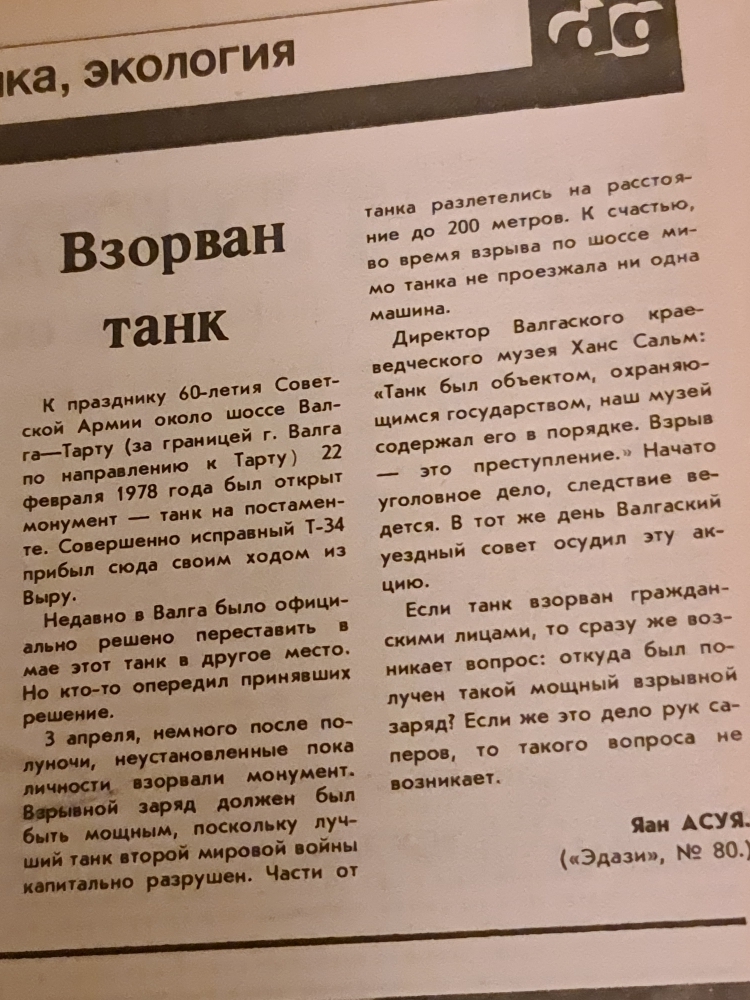 экология
dg
Взорван
танк
К празднику 60-летия Совет-
ской Армии около шоссе Вал-
га—Тарту (за границей г. Валга
по направлению к Тарту) 22
февраля 1978 года был открыт
монумент — танк на постамен-
те. Совершенно исправный Т-34
прибыл сюда своим ходом из
Выру.
Недавно в Валга было офици-
ально решено переставить в
мае этот танк в другое место.
Но кто-то опередил принявших
решение.
3 апреля, немного после по-
луночи, неустановленные пока
личности взорвали монумент.
Взрывной заряд должен был
быть мощным, поскольку луч-
ший танк второй мировой войны
капитально разрушен. Части от
танка разлетелись на расстоя-
ние до 200 метров. К счастью,
во время взрыва по шоссе ми-
мо танка не проезжала ни одна
машина.
Директор Валгаского крае-
ведческого музея Ханс Сальм:
«Танк был объектом, охраняю-
щимся государством, наш музей
содержал его в порядке. Взрыв
— это преступление.» Начато
уголовное дело, следствие ве-
дется. В тот же день Валгаский
уездный совет осудил эту ак-
цию.
Если танк взорван граждан-
скими лицами, то сразу же воз-
никает вопрос: откуда был по-
лучен такой мощный взрывной
заряд? Если же это дело рук са-
перов, то такого вопроса не
возникает.
Яан АСУЯ.
(«Эдази», № 80.)